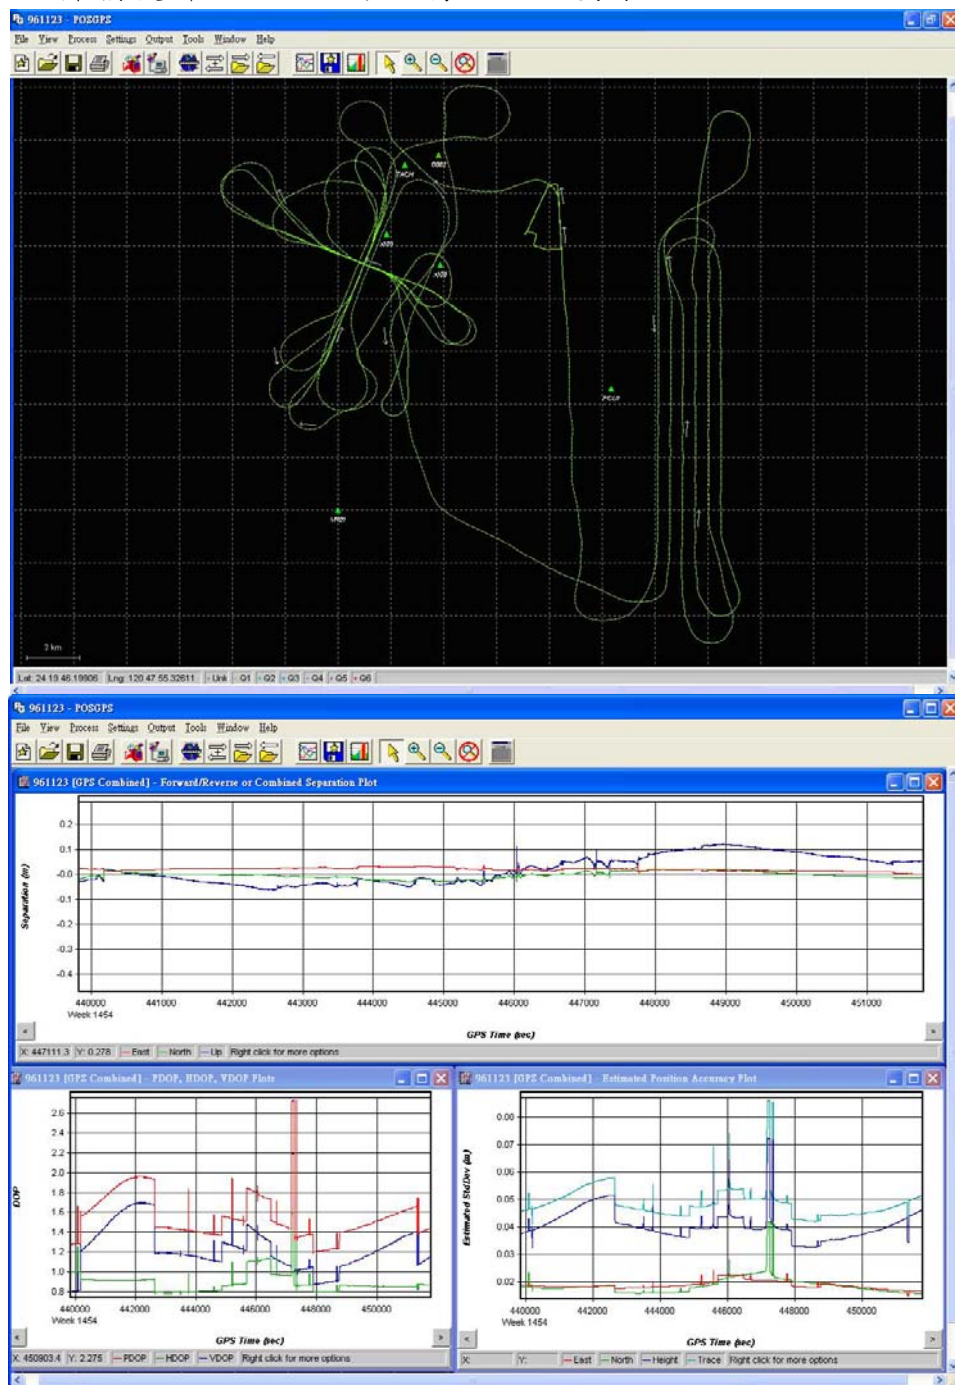 961123 - POSGPS
File View Process Settings Output Tools Window Help
TACH
3 km
Lat: 24 19 46.19906 Lng: 120 47 55.32611 Unk Q1 Q2 Q3 Q4 Q5 Q6
961123 - POSGPS
File View Process Settings Output Tools Window Help
961123 [GPS Combined] - Forward/Reverse or Combined Separation Plot
Separation (m)
0.2
0.1
-0.0
-0.1
-0.2
-0.3
-0.4
440000 441000 442000 443000 444000 445000 446000 447000 448000 449000 450000 451000
Week 1454
GPS Time (sec)
X: 447111.3 Y: 0.278 East North Up Right click for more options
961123 [GPS Combined] - PDOP, HDOP, VDOP Plots
DOP
2.6
2.4
2.2
2.0
1.8
1.6
1.4
1.2
1.0
0.8
440000 442000 444000 446000 448000 450000
Week 1454
GPS Time (sec)
X: 450903.4 Y: 2.275 PDOP HDOP VDOP Right click for more options
961123 [GPS Combined] - Estimated Position Accuracy Plot
Estimated StdDev (m)
0.08
0.07
0.06
0.05
0.04
0.03
0.02
440000 442000 444000 446000 448000 450000
Week 1454
GPS Time (sec)
X: Y: East North Height Trace Right click for more options